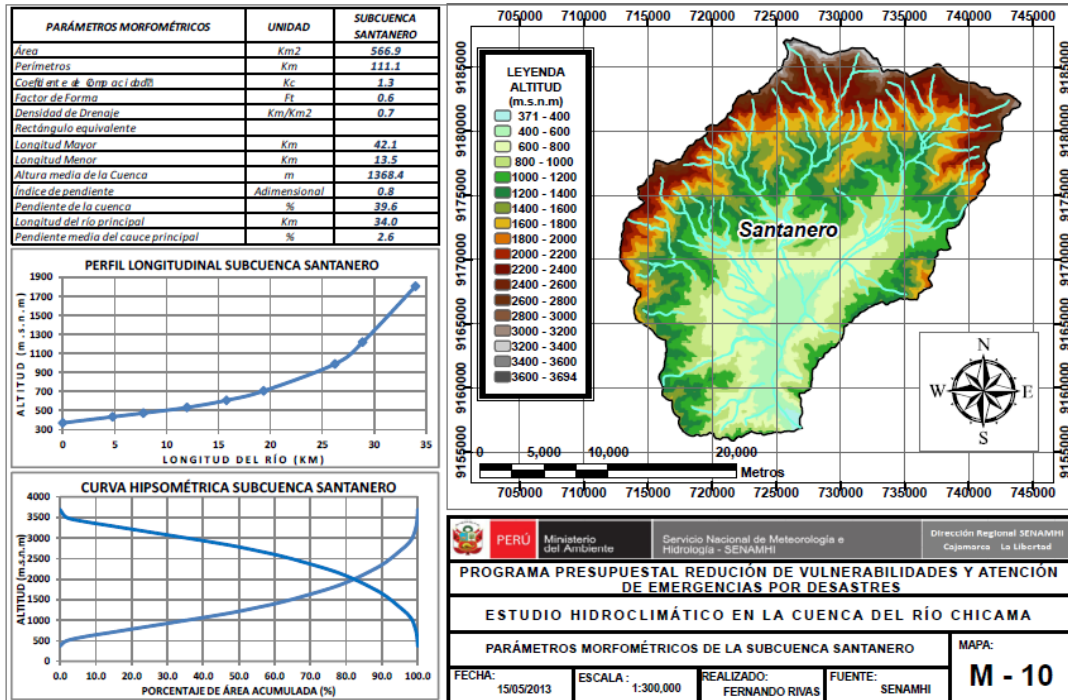 PARÁMETROS MORFOMÉTRICOS UNIDAD SUBCUENCA SANTANERO
Área Km2 566.9
Perímetros Km 111.1
Kc 1.3
Factor de Forma Ft 0.6
Densidad de Drenaje Km/Km2 0.7
Rectángulo equivalente
Longitud Mayor Km 42.1
Longitud Menor Km 13.5
Altura media de la Cuenca m 1368.4
Índice de pendiente Adimensional 0.8
Pendiente de la cuenca % 39.6
Longitud del río principal Km 34.0
Pendiente media del cauce principal % 2.6
PERFIL LONGITUDINAL SUBCUENCA SANTANERO
ALTITUD (m.s.n.m)
1900
1700
1500
1300
1100
900
700
500
300
0 5 10 15 20 25 30 35
LONGITUD DEL RÍO (KM)
CURVA HIPSOMÉTRICA SUBCUENCA SANTANERO
ALTITUD (m.s.n.m)
4000
3500
3000
2500
2000
1500
1000
500
0
0.0 10.0 20.0 30.0 40.0 50.0 60.0 70.0 80.0 90.0 100.0
PORCENTAJE DE ÁREA ACUMULADA (%)
705000 710000 715000 720000 725000 730000 735000 740000 745000
9185000 9185000
9180000 9180000
9175000 9175000
9170000 9170000
9165000 9165000
9160000 9160000
9155000 9155000
LEYENDA
ALTITUD
(m.s.n.m)
371 - 400
400 - 600
600 - 800
800 - 1000
1000 - 1200
1200 - 1400
1400 - 1600
1600 - 1800
1800 - 2000
2000 - 2200
2200 - 2400
2400 - 2600
2600 - 2800
2800 - 3000
3000 - 3200
3200 - 3400
3400 - 3600
3600 - 3694
Santanero
N
W E
S
0 5,000 10,000 20,000
Metros
705000 710000 715000 720000 725000 730000 735000 740000 745000
PERÚ
Ministerio
del Ambiente
Servicio Nacional de Meteorología e
Hidrología - SENAMHI
Dirección Regional SENAMHI
Cajamarca La Libertad
PROGRAMA PRESUPUESTAL REDUCIÓN DE VULNERABILIDADES Y ATENCIÓN
DE EMERGENCIAS POR DESASTRES
ESTUDIO HIDROCLIMÁTICO EN LA CUENCA DEL RÍO CHICAMA
PARÁMETROS MORFOMÉTRICOS DE LA SUBCUENCA SANTANERO
MAPA:
M - 10
FECHA:
15/05/2013
ESCALA :
1:300,000
REALIZADO:
FERNANDO RIVAS
FUENTE:
SENAMHI